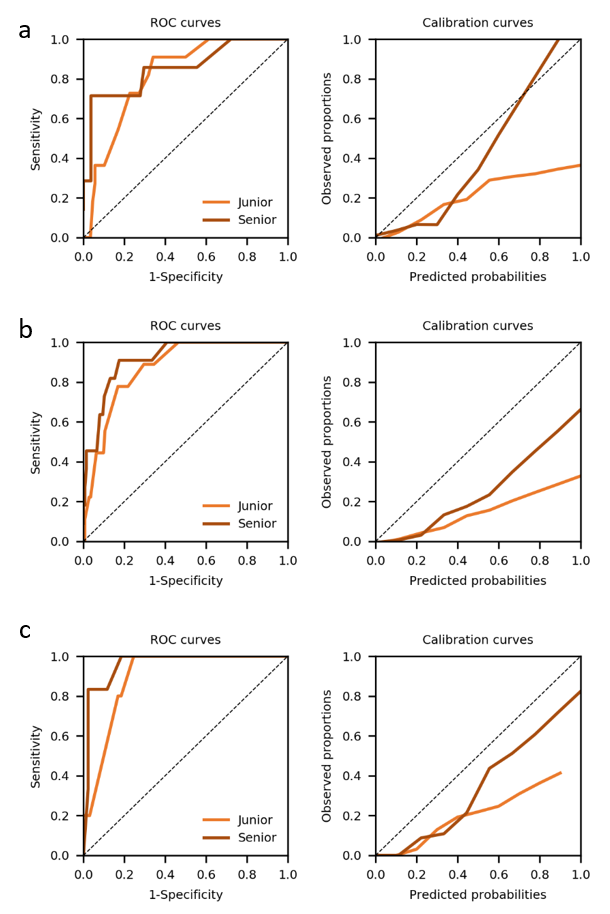 a
ROC curves
1.0
0.8
0.6
0.4
0.2
0.0
Sensitivity
Junior
Senior
0.0 0.2 0.4 0.6 0.8 1.0
1-Specificity
Calibration curves
1.0
0.8
0.6
0.4
0.2
0.0
Observed proportions
0.0 0.2 0.4 0.6 0.8 1.0
Predicted probabilities
b
ROC curves
1.0
0.8
0.6
0.4
0.2
0.0
Sensitivity
Junior
Senior
0.0 0.2 0.4 0.6 0.8 1.0
1-Specificity
Calibration curves
1.0
0.8
0.6
0.4
0.2
0.0
Observed proportions
0.0 0.2 0.4 0.6 0.8 1.0
Predicted probabilities
c
ROC curves
1.0
0.8
0.6
0.4
0.2
0.0
Sensitivity
Junior
Senior
0.0 0.2 0.4 0.6 0.8 1.0
1-Specificity
Calibration curves
1.0
0.8
0.6
0.4
0.2
0.0
Observed proportions
0.0 0.2 0.4 0.6 0.8 1.0
Predicted probabilities